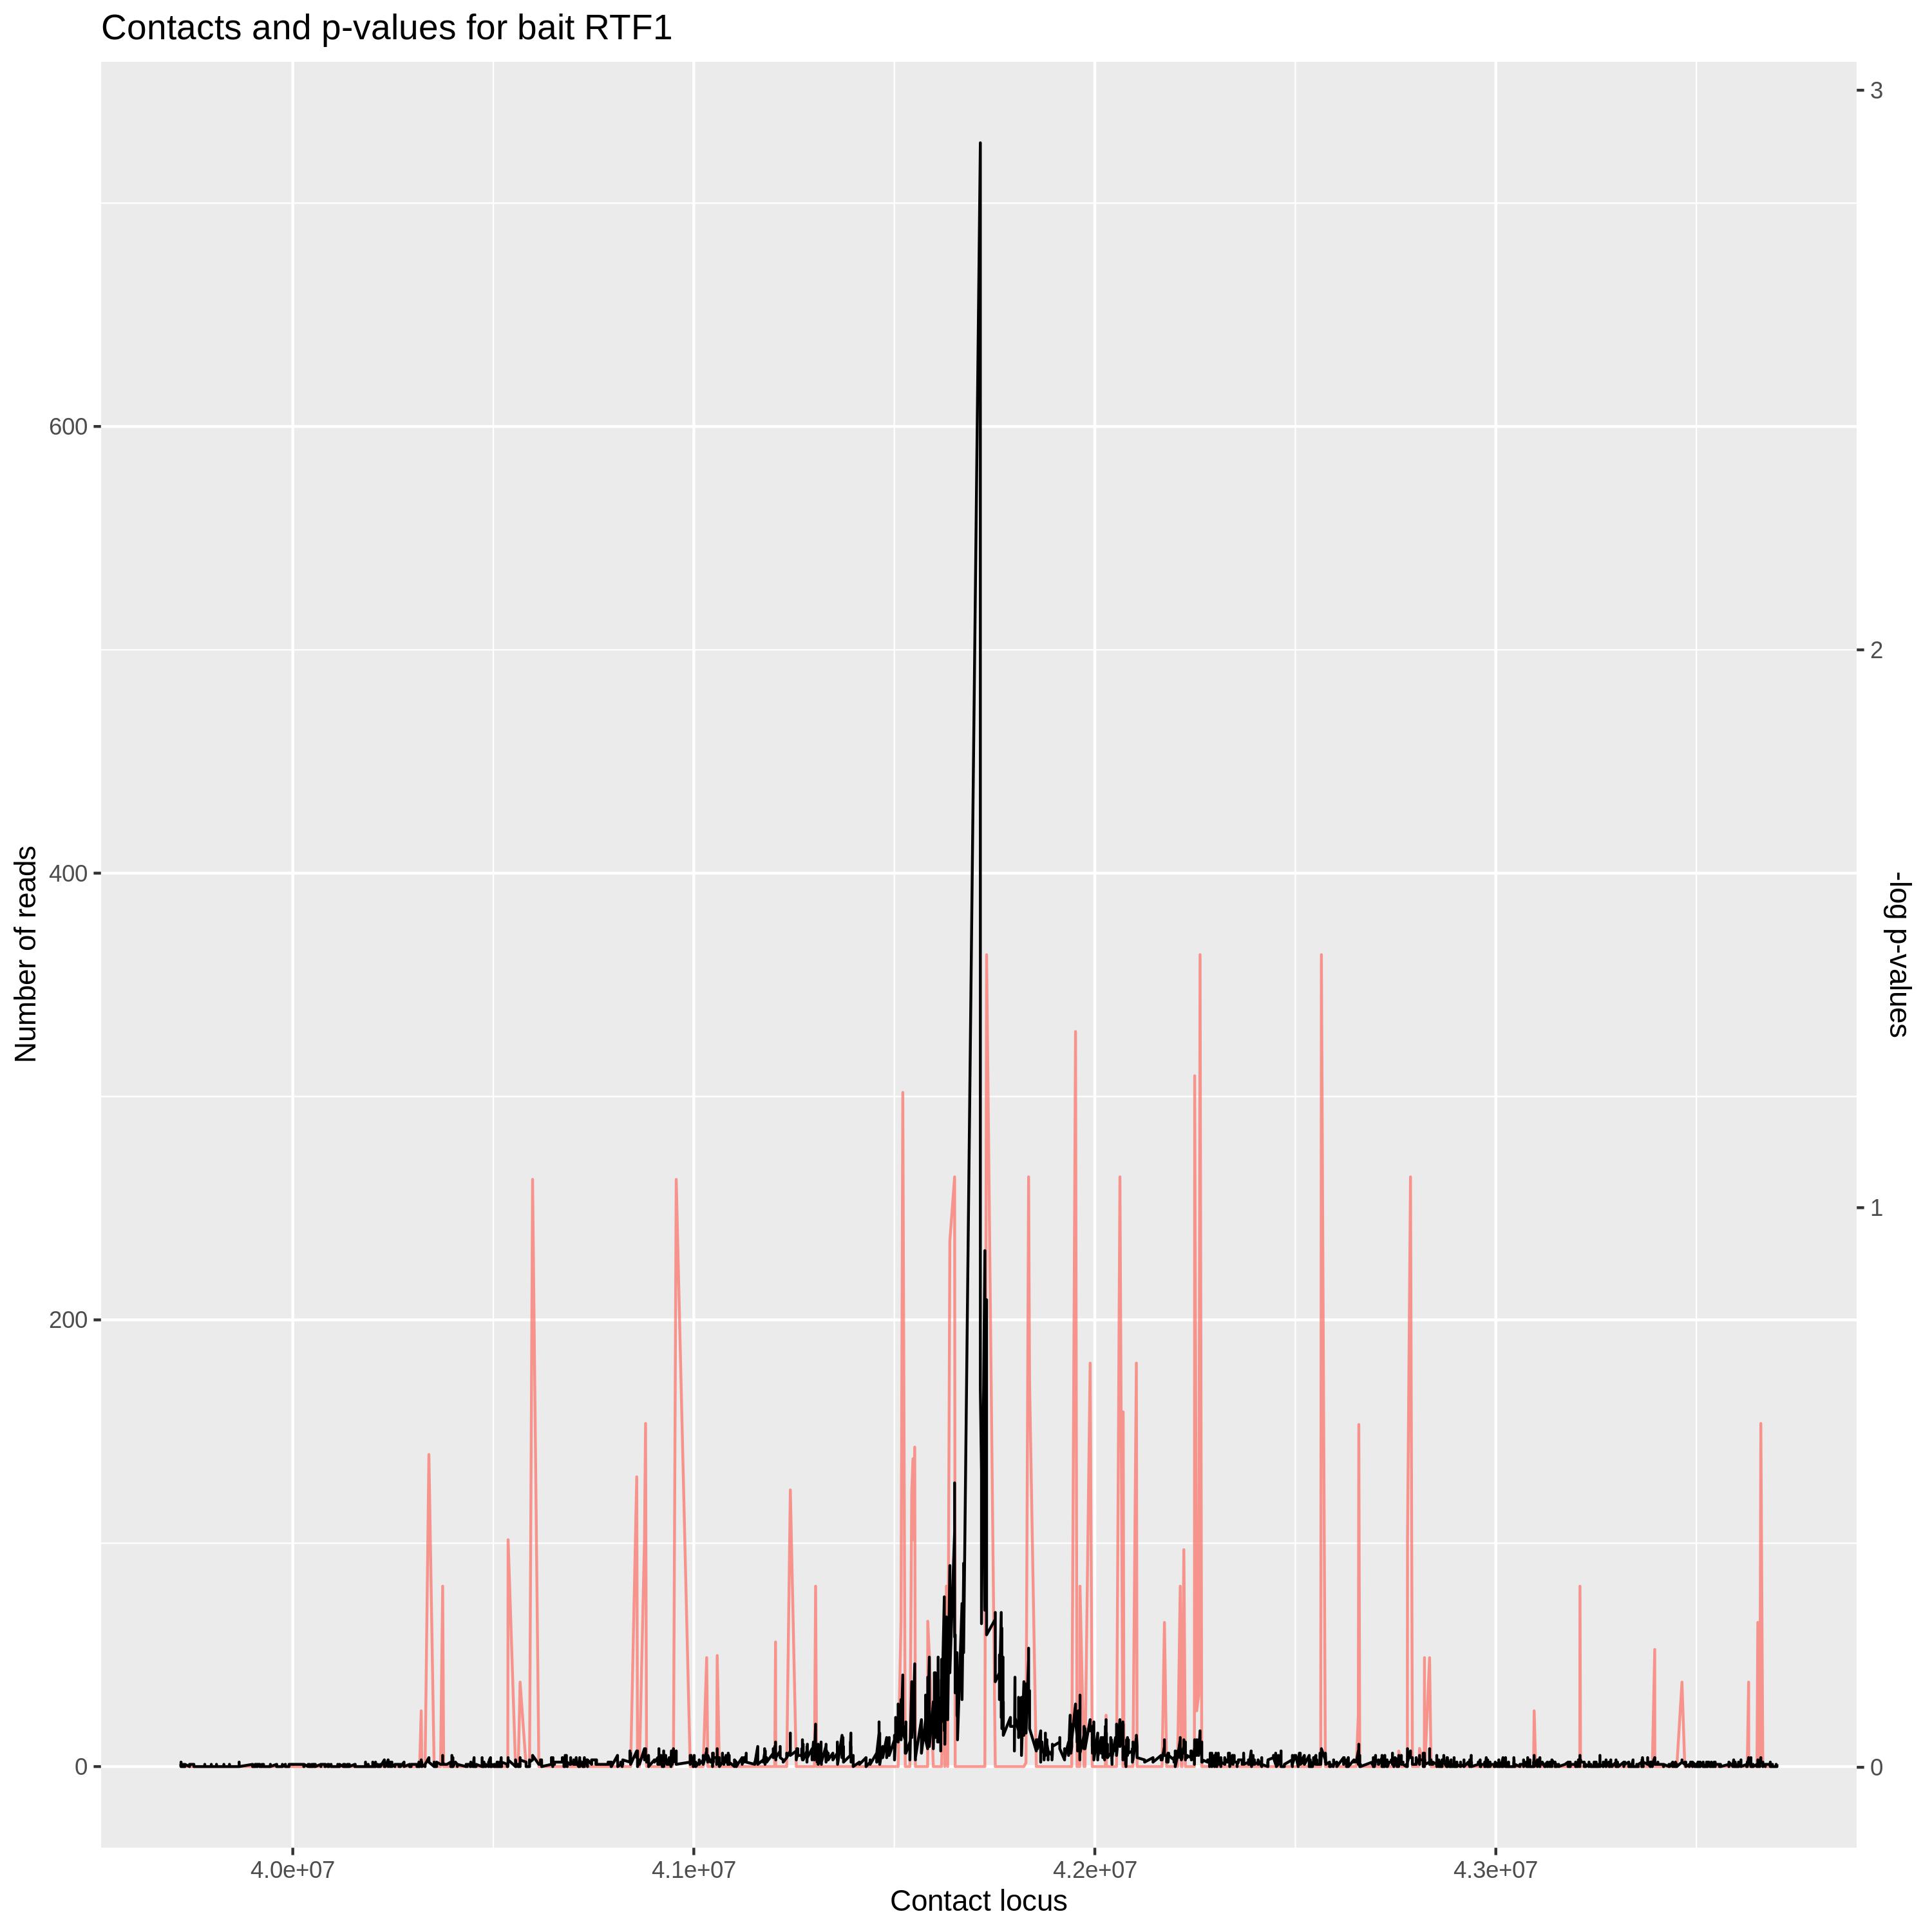 Contacts and p-values for bait RTF1
3
600
2
Number of reads
400
-log p-values
1
200
0
0
4.0e+07
4.1e+07
4.2e+07
4.3e+07
Contact locus